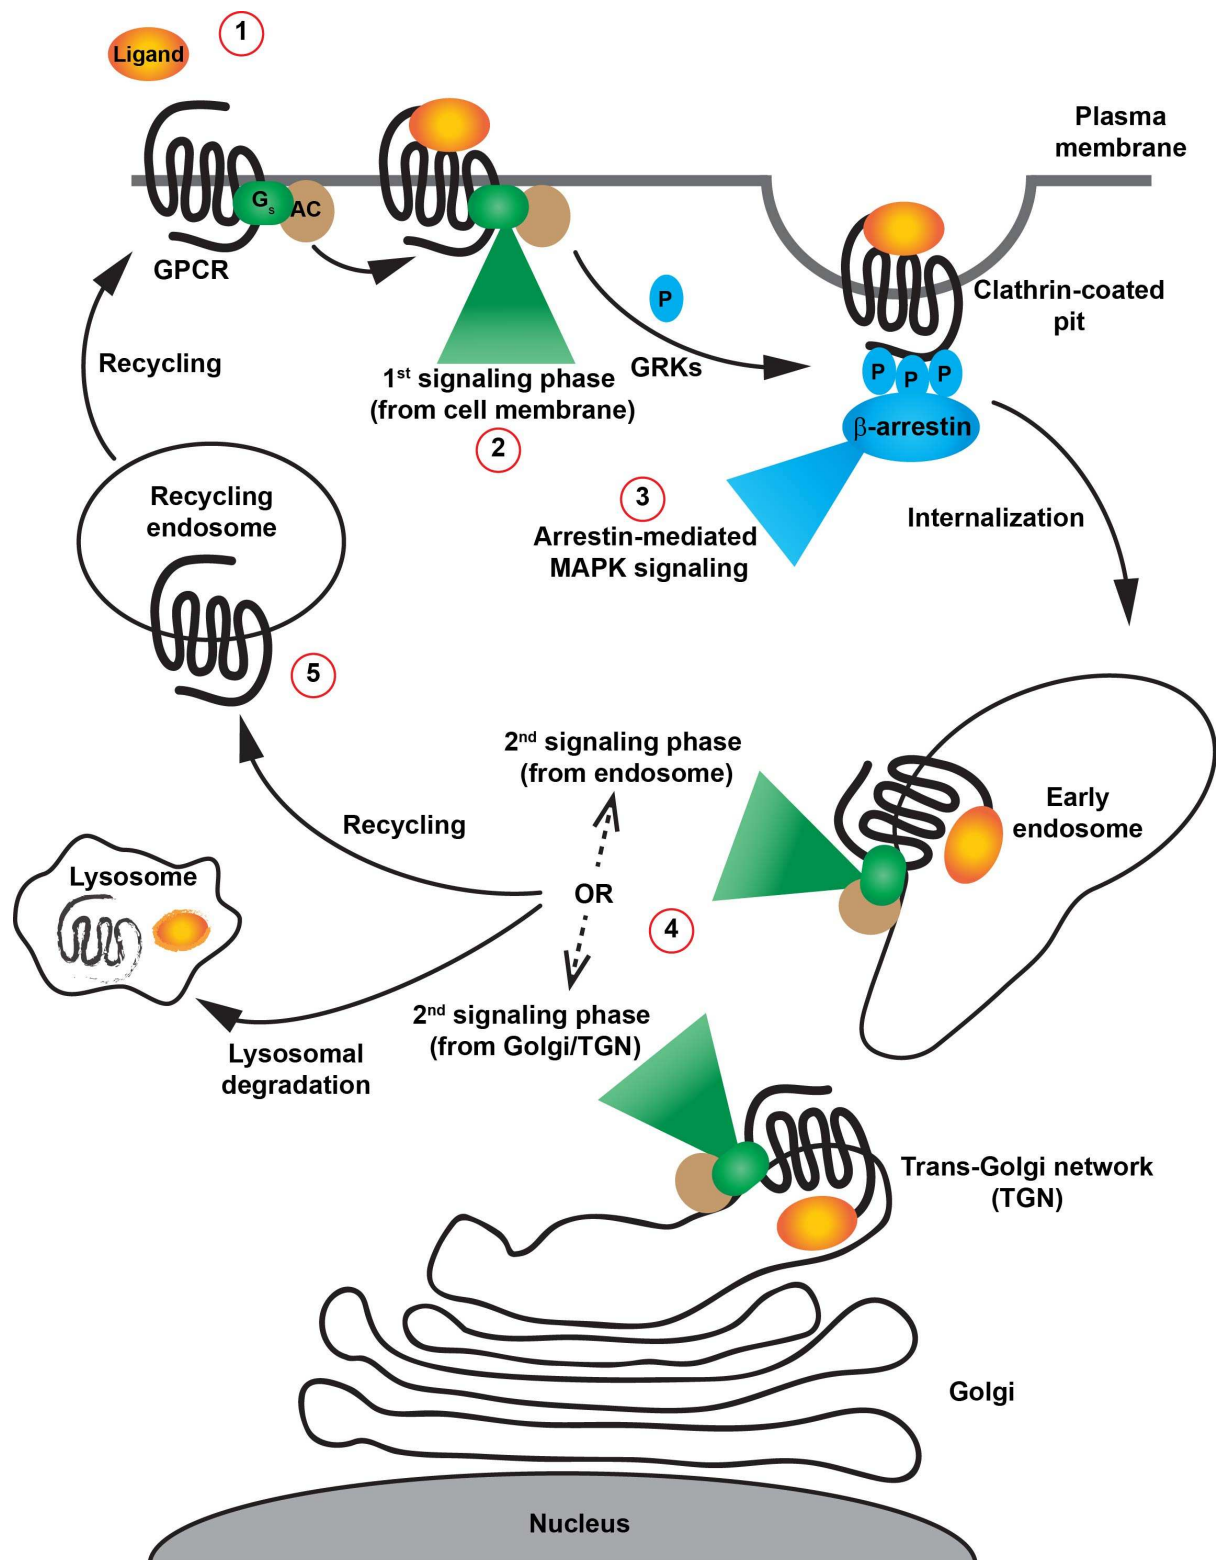 1
Ligand
Plasma
membrane
Gs
AC
GPCR
P
Clathrin-coated
pit
Recycling
GRKs
1st signaling phase
(from cell membrane)
2
P
P
P
β-arrestin
3
Arrestin-mediated
MAPK signaling
Internalization
Recycling
endosome
5
2nd signaling phase
(from endosome)
Early
endosome
Recycling
Lysosome
OR
4
2nd signaling phase
(from Golgi/TGN)
Lysosomal
degradation
Trans-Golgi network
(TGN)
Golgi
Nucleus